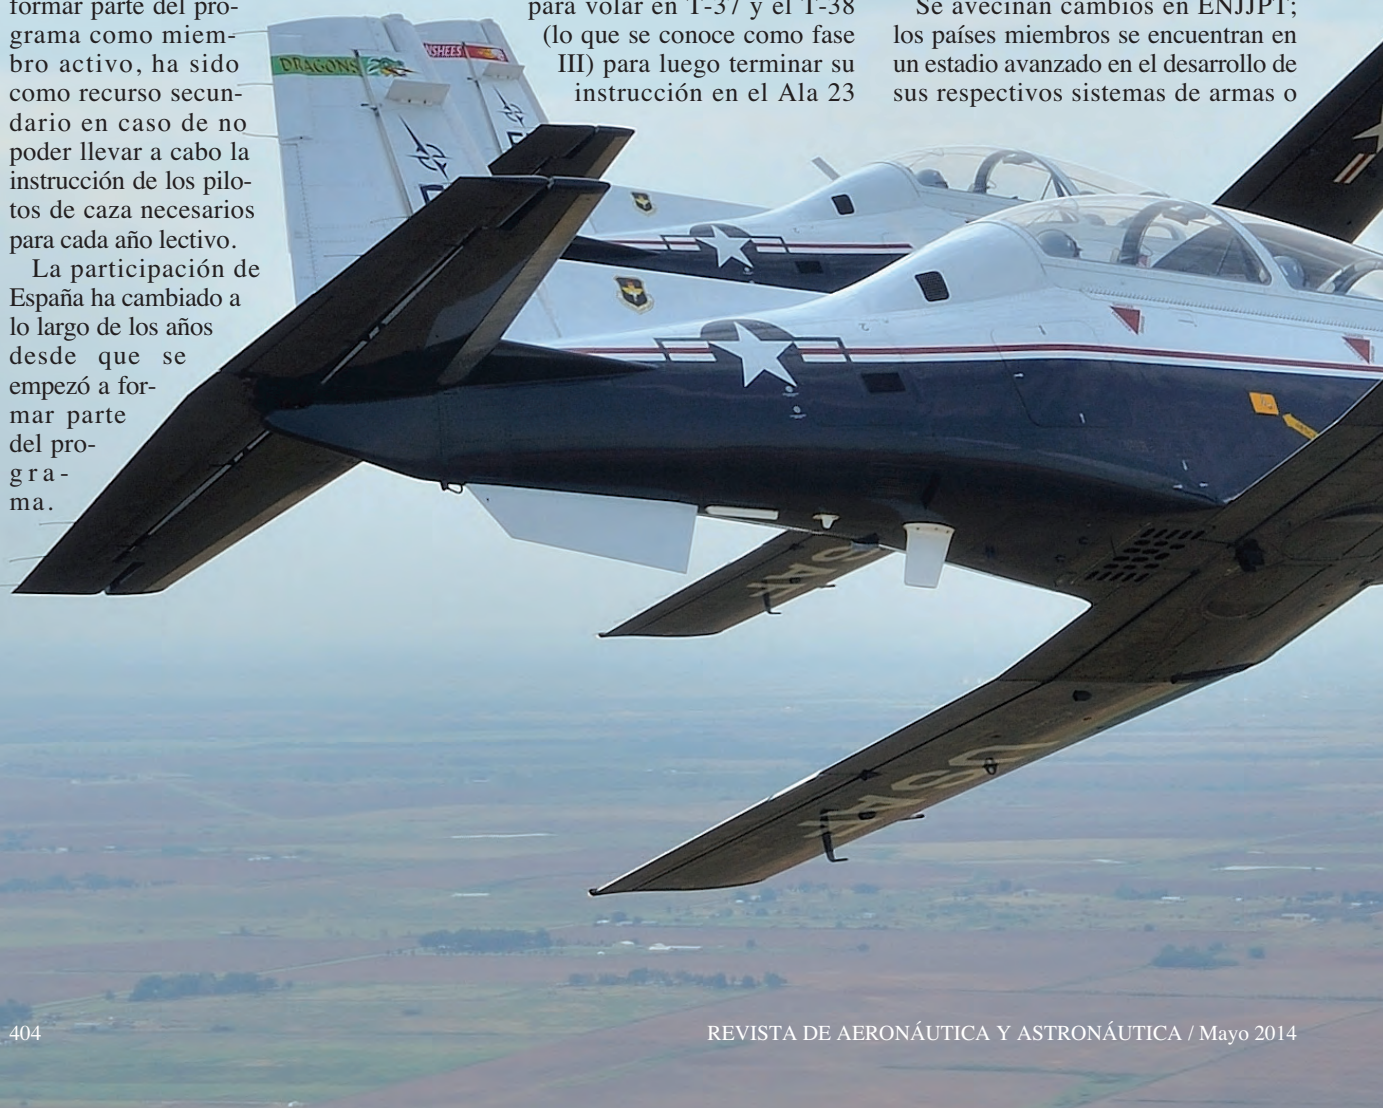 formar parte del pro-
grama como miem-
bro activo, ha sido
como recurso secun-
dario en caso de no
poder llevar a cabo la
instrucción de los pilo-
tos de caza necesarios
para cada año lectivo.
La participación de
España ha cambiado a
lo largo de los años
desde que se
empezó a for-
mar parte
del pro-
gra-
ma.
para volar en T-37 y el T-38
(lo que se conoce como fase
III) para luego terminar su
instrucción en el Ala 23
Se avecinan cambios en ENJJPT;
los países miembros se encuentran en
un estadio avanzado en el desarrollo de
sus respectivos sistemas de armas o
DRAGONS
USAF
404
REVISTA DE AERONÁUTICA Y ASTRONÁUTICA / Mayo 2014